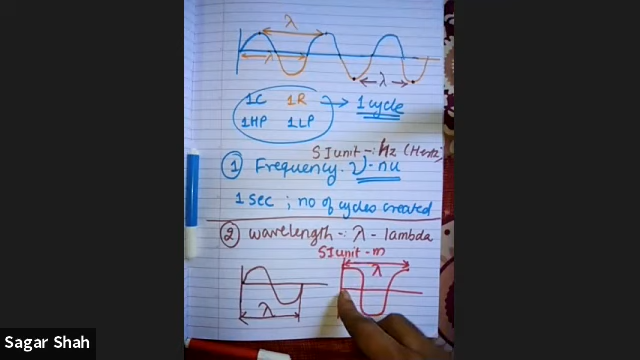 λ
λ
λ
1C 1R → 1 cycle
1HP 1LP
SI unit -: Hz (Hertz)
① Frequency. ν - nu
1 sec ; no of cycles created
② Wavelength -: λ - lambda
SI unit - m
λ
λ
Sagar Shah